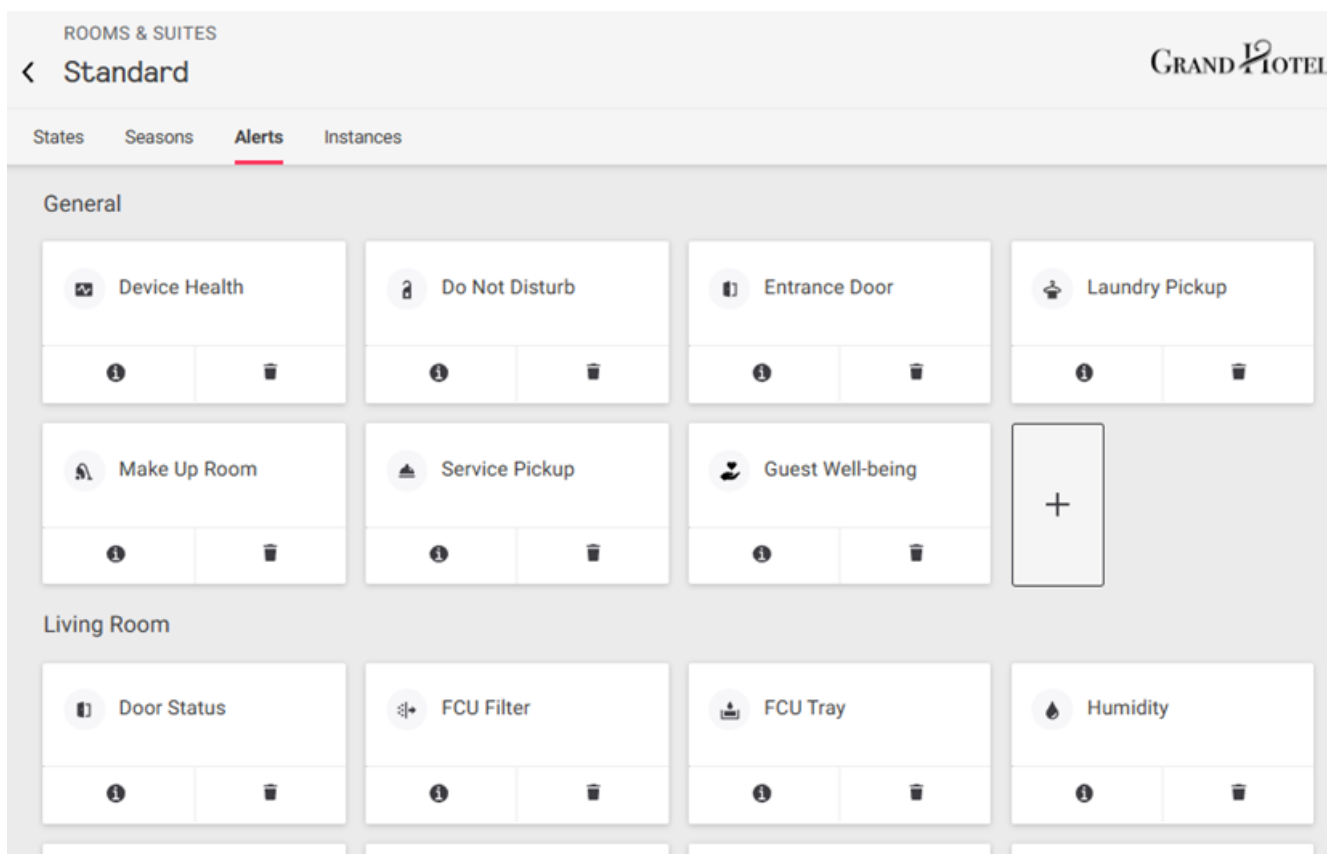 ROOMS & SUITES
Standard
GRAND HOTEL
States Seasons Alerts Instances
General
Device Health Do Not Disturb Entrance Door Laundry Pickup
Make Up Room Service Pickup Guest Well-being
Living Room
Door Status FCU Filter FCU Tray Humidity